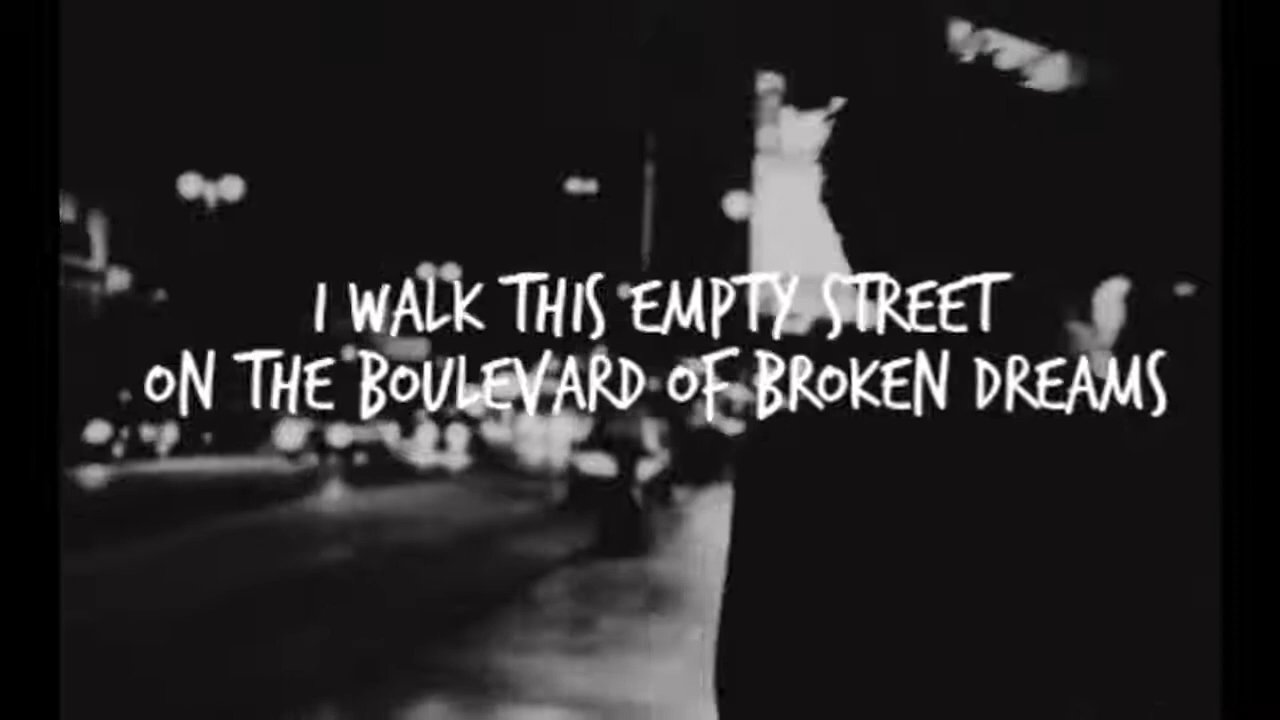 I WALK THIS EMPTY STREET
ON THE BOULEVARD OF BROKEN DREAMS